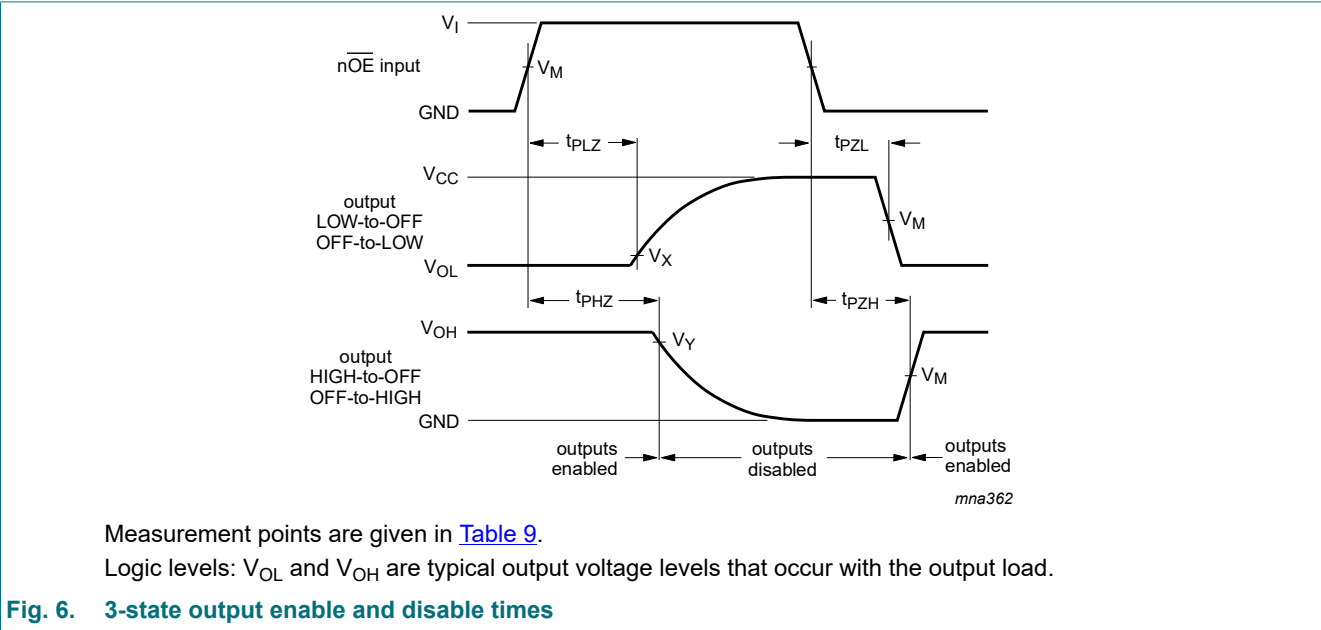 V_I
nO̅E̅ input
V_M
GND
t_PLZ
t_PZL
V_CC
output
LOW-to-OFF
OFF-to-LOW
V_M
V_X
V_OL
t_PHZ
t_PZH
V_OH
V_Y
output
HIGH-to-OFF
OFF-to-HIGH
V_M
GND
outputs
enabled
outputs
disabled
outputs
enabled
mna362
Measurement points are given in Table 9.
Logic levels: V_OL and V_OH are typical output voltage levels that occur with the output load.
Fig. 6. 3-state output enable and disable times